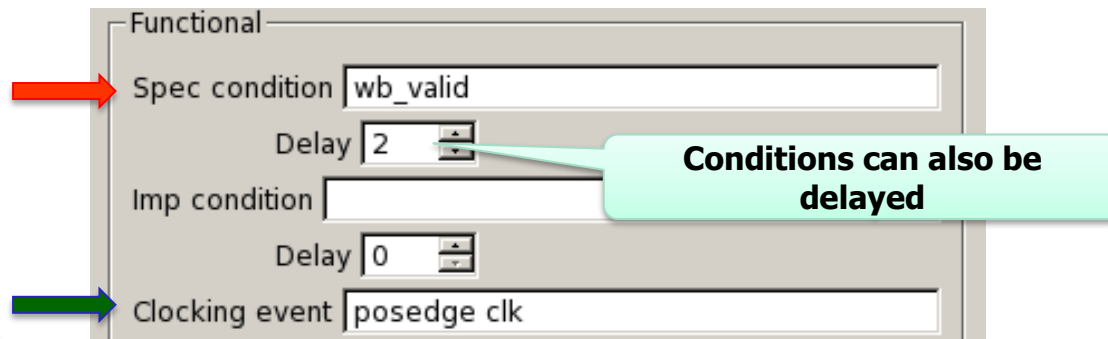 Functional
Spec condition wb_valid
Delay 2
Conditions can also be
delayed
Imp condition
Delay 0
Clocking event posedge clk